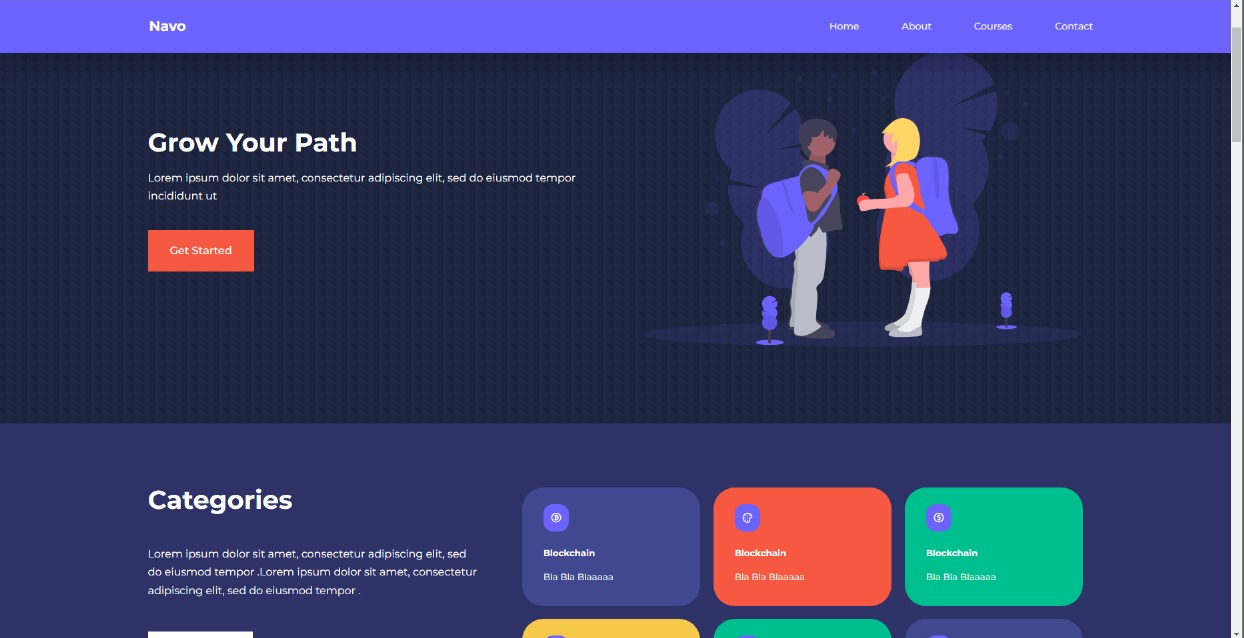 Navo
Home About Courses Contact
Grow Your Path
Lorem ipsum dolor sit amet, consectetur adipiscing elit, sed do eiusmod tempor
incididunt ut
Get Started
Categories
Lorem ipsum dolor sit amet, consectetur adipiscing elit, sed
do eiusmod tempor .Lorem ipsum dolor sit amet, consectetur
adipiscing elit, sed do eiusmod tempor .
Blockchain
Bla Bla Blaaaaa
Blockchain
Bla Bla Blaaaaa
Blockchain
Bla Bla Blaaaaa